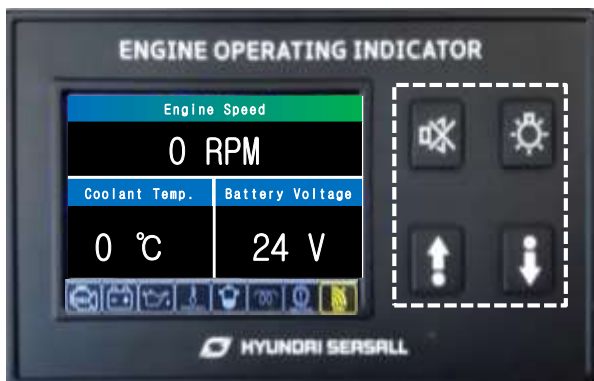 ENGINE OPERATING INDICATOR
Engine Speed
0 RPM
Coolant Temp. Battery Voltage
0 ℃ 24 V
HYUNDAI SEASALL